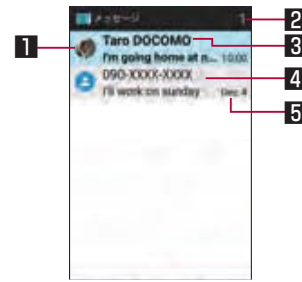 メッセージ 1 2
1 Taro DOCOMO 3
I'm going home at n... 10:00
090-XXXX-XXXX 4
I'll work on sunday Dec 4
5